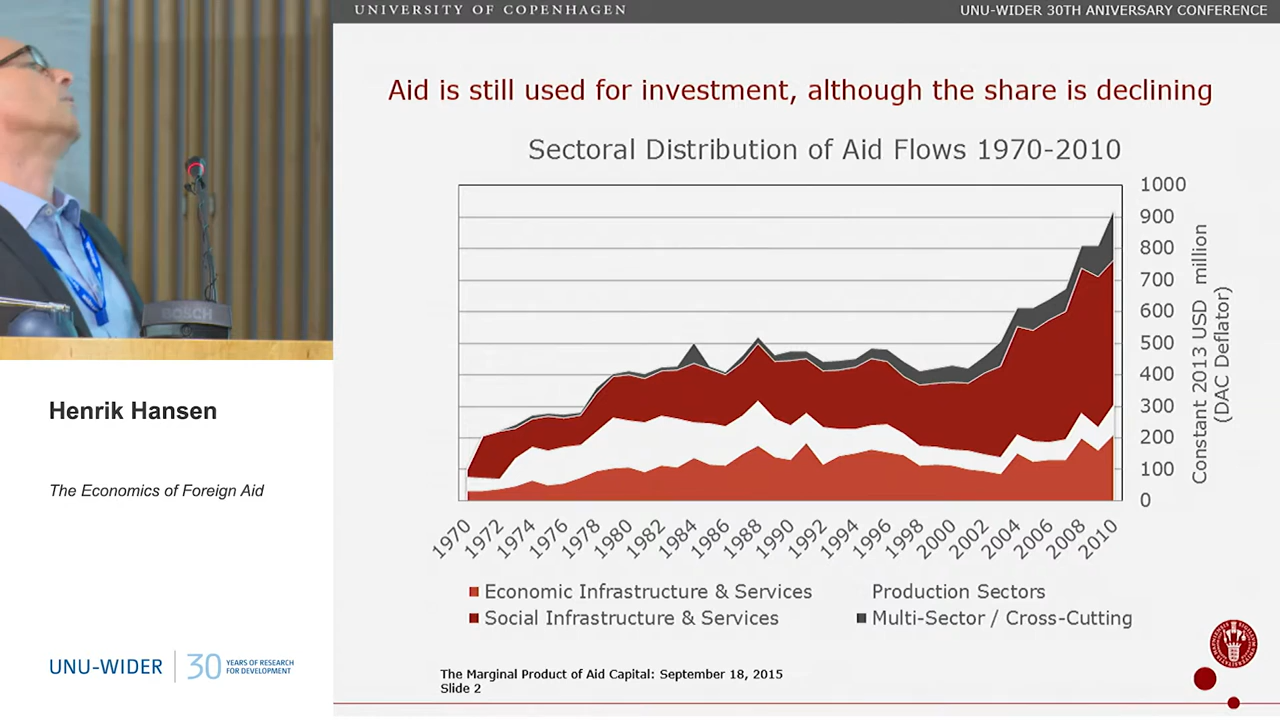 UNIVERSITY OF COPENHAGEN
UNU-WIDER 30TH ANIVERSARY CONFERENCE
Aid is still used for investment, although the share is declining
Sectoral Distribution of Aid Flows 1970-2010
1000
900
800
700
600
500
400
300
200
100
0
Constant 2013 USD million
(DAC Deflator)
1970 1972 1974 1976 1978 1980 1982 1984 1986 1988 1990 1992 1994 1996 1998 2000 2002 2004 2006 2008 2010
Economic Infrastructure & Services Production Sectors
Social Infrastructure & Services Multi-Sector / Cross-Cutting
The Marginal Product of Aid Capital: September 18, 2015
Slide 2
BOSCH
Henrik Hansen
The Economics of Foreign Aid
UNU-WIDER
30 YEARS OF RESEARCH
FOR DEVELOPMENT